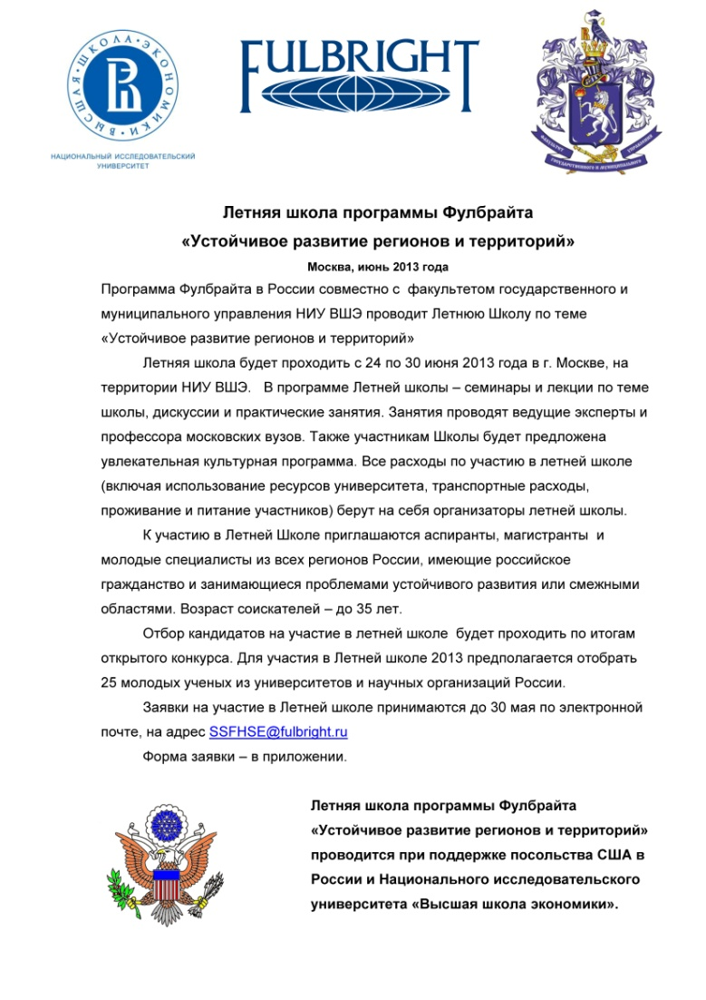 ВЫСШАЯ · ШКОЛА · ЭКОНОМИКИ ·
НАЦИОНАЛЬНЫЙ ИССЛЕДОВАТЕЛЬСКИЙ
УНИВЕРСИТЕТ
FULBRIGHT
ФАКУЛЬТЕТ
ГОСУДАРСТВЕННОГО И МУНИЦИПАЛЬНОГО
УПРАВЛЕНИЯ
Летняя школа программы Фулбрайта
«Устойчивое развитие регионов и территорий»
Москва, июнь 2013 года
Программа Фулбрайта в России совместно с факультетом государственного и
муниципального управления НИУ ВШЭ проводит Летнюю Школу по теме
«Устойчивое развитие регионов и территорий»
Летняя школа будет проходить с 24 по 30 июня 2013 года в г. Москве, на
территории НИУ ВШЭ. В программе Летней школы – семинары и лекции по теме
школы, дискуссии и практические занятия. Занятия проводят ведущие эксперты и
профессора московских вузов. Также участникам Школы будет предложена
увлекательная культурная программа. Все расходы по участию в летней школе
(включая использование ресурсов университета, транспортные расходы,
проживание и питание участников) берут на себя организаторы летней школы.
К участию в Летней Школе приглашаются аспиранты, магистранты и
молодые специалисты из всех регионов России, имеющие российское
гражданство и занимающиеся проблемами устойчивого развития или смежными
областями. Возраст соискателей – до 35 лет.
Отбор кандидатов на участие в летней школе будет проходить по итогам
открытого конкурса. Для участия в Летней школе 2013 предполагается отобрать
25 молодых ученых из университетов и научных организаций России.
Заявки на участие в Летней школе принимаются до 30 мая по электронной
почте, на адрес SSFHSE@fulbright.ru
Форма заявки – в приложении.
Летняя школа программы Фулбрайта
«Устойчивое развитие регионов и территорий»
проводится при поддержке посольства США в
России и Национального исследовательского
университета «Высшая школа экономики».